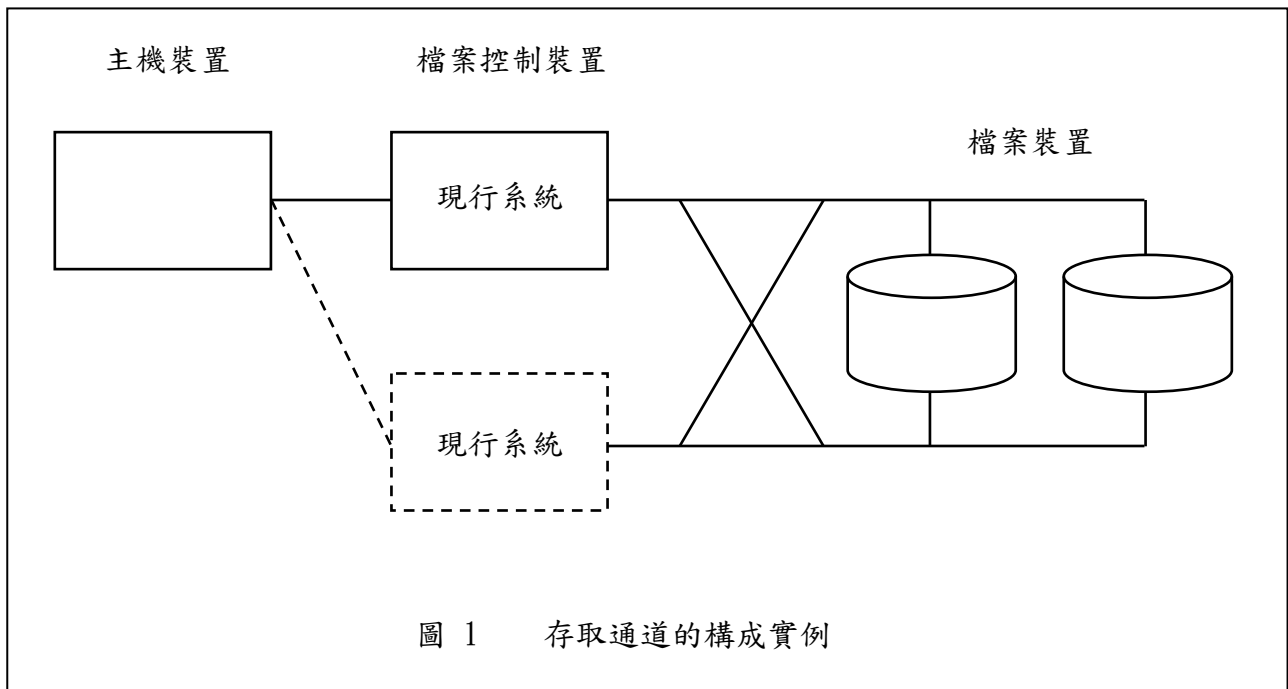 主機裝置
檔案控制裝置
檔案裝置
現行系統
現行系統
圖 1 存取通道的構成實例